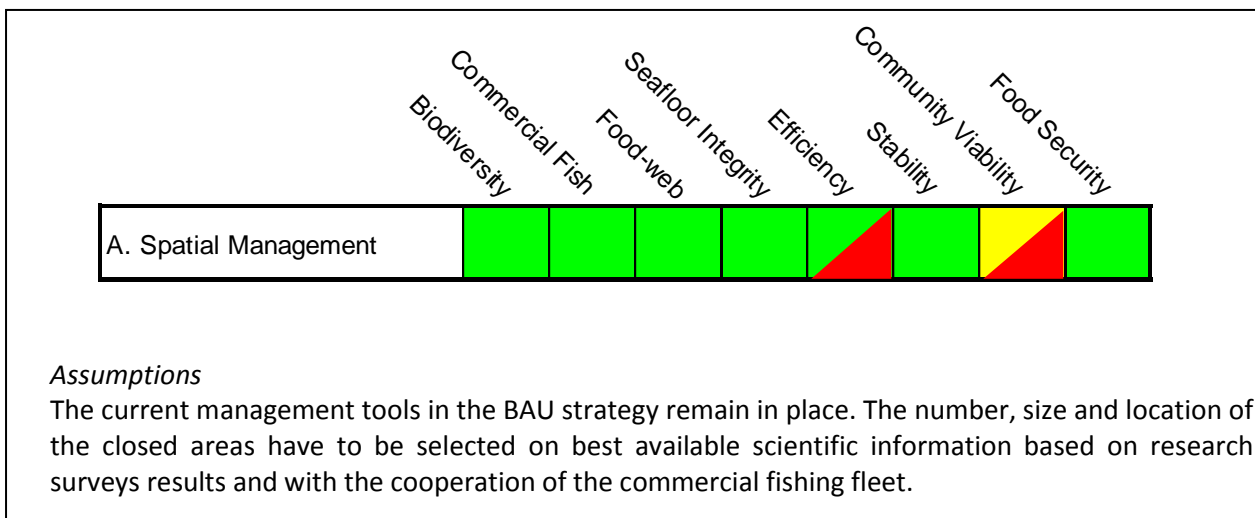 Biodiversity
Commercial Fish
Food-web
Seafloor Integrity
Efficiency
Stability
Community Viability
Food Security
A. Spatial Management
Assumptions
The current management tools in the BAU strategy remain in place. The number, size and location of
the closed areas have to be selected on best available scientific information based on research
surveys results and with the cooperation of the commercial fishing fleet.